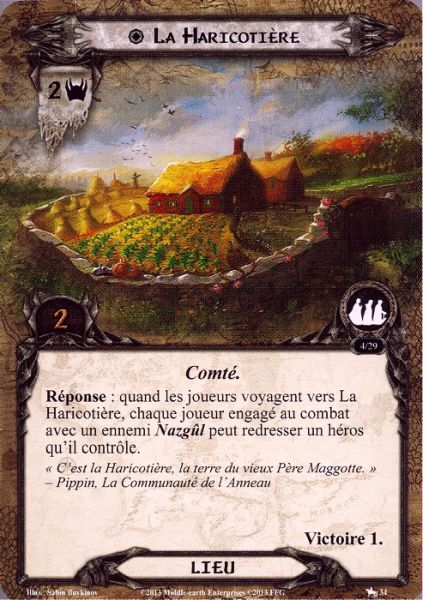 La Haricotière
2
2
4/29
Comté.
Réponse : quand les joueurs voyagent vers La
Haricotière, chaque joueur engagé au combat
avec un ennemi Nazgûl peut redresser un héros
qu'il contrôle.
« C'est la Haricotière, la terre du vieux Père Maggotte. »
– Pippin, La Communauté de l'Anneau
Victoire 1.
LIEU
Illus. Sabin Boykinov ©2013 Middle-earth Enterprises ©2013 FFG 34